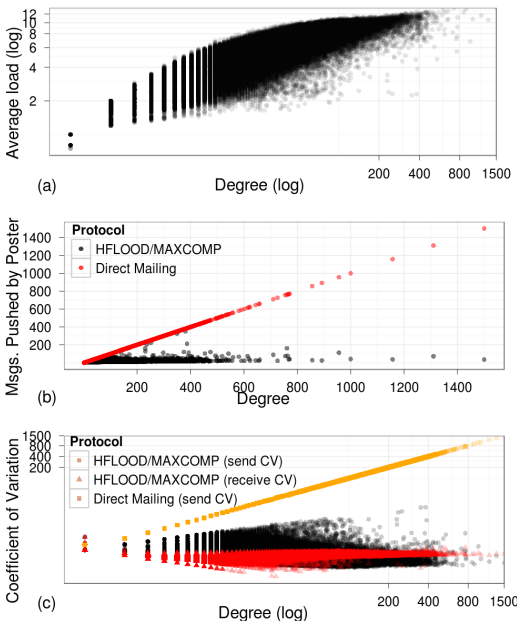 12
10
8
6
4
2
Average load (log)
200 400 800 1500
(a)
Degree (log)
Protocol
HFLOOD/MAXCOMP
Direct Mailing
1400
1200
1000
800
600
400
200
Msgs. Pushed by Poster
200 400 600 800 1000 1200 1400
(b)
Degree
Protocol
HFLOOD/MAXCOMP (send CV)
HFLOOD/MAXCOMP (receive CV)
Direct Mailing (send CV)
1500
800
400
200
Coefficient of Variation
200 400 800 1500
(c)
Degree (log)